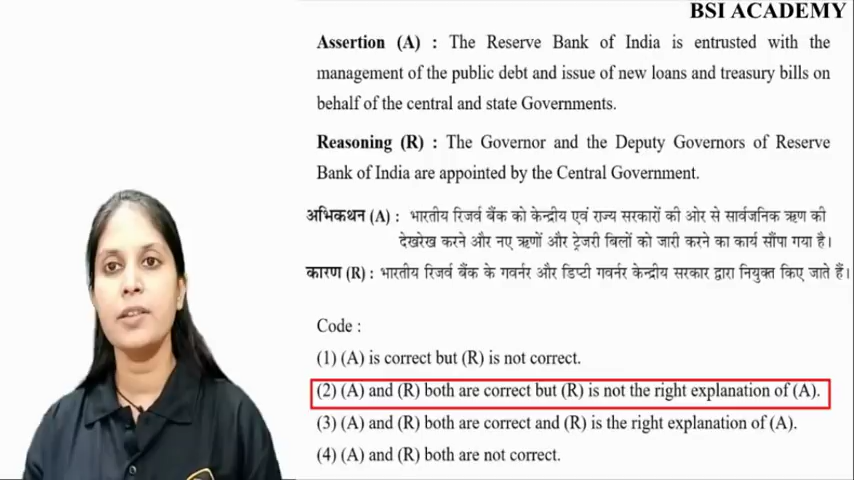 BSI ACADEMY
Assertion (A) : The Reserve Bank of India is entrusted with the
management of the public debt and issue of new loans and treasury bills on
behalf of the central and state Governments.
Reasoning (R) : The Governor and the Deputy Governors of Reserve
Bank of India are appointed by the Central Government.
अभिकथन (A) : भारतीय रिजर्व बैंक को केन्द्रीय एवं राज्य सरकारों की ओर से सार्वजनिक ऋण की
देखरेख करने और नए ऋणों और ट्रेजरी बिलों को जारी करने का कार्य सौंपा गया है।
कारण (R) : भारतीय रिजर्व बैंक के गवर्नर और डिप्टी गवर्नर केन्द्रीय सरकार द्वारा नियुक्त किए जाते हैं।
Code :
(1) (A) is correct but (R) is not correct.
(2) (A) and (R) both are correct but (R) is not the right explanation of (A).
(3) (A) and (R) both are correct and (R) is the right explanation of (A).
(4) (A) and (R) both are not correct.